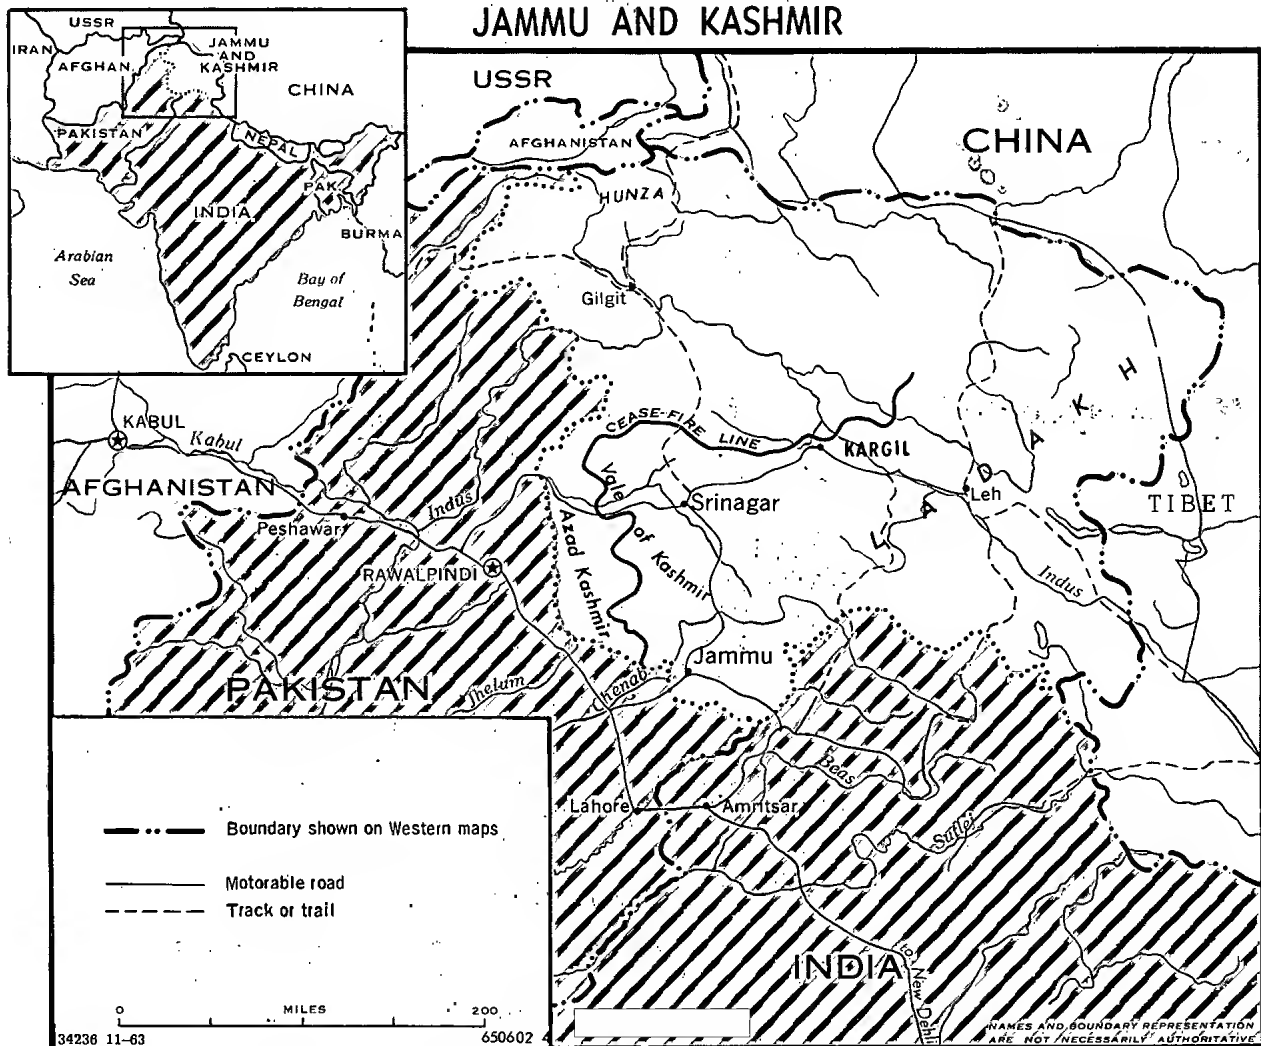 JAMMU AND KASHMIR
USSR
IRAN
AFGHAN.
JAMMU
AND
KASHMIR
CHINA
PAKISTAN
NEPAL
PAK.
INDIA
BURMA
Arabian
Sea
Bay of
Bengal
CEYLON
USSR
AFGHANISTAN
CHINA
HUNZA
Gilgit
KABUL
Kabul
CEASE-FIRE LINE
KARGIL
LADAKH
AFGHANISTAN
Indus
Vale of Kashmir
Srinagar
Leh
TIBET
Peshawar
Azad Kashmir
RAWALPINDI
Indus
Jammu
PAKISTAN
Jhelum
Chenab
Beas
Lahore
Amritsar
Sutlej
Boundary shown on Western maps
Motorable road
Track or trail
INDIA
to New Dehli
0 MILES 200
NAMES AND BOUNDARY REPRESENTATION
ARE NOT NECESSARILY AUTHORITATIVE
34236 11-63
650602 4